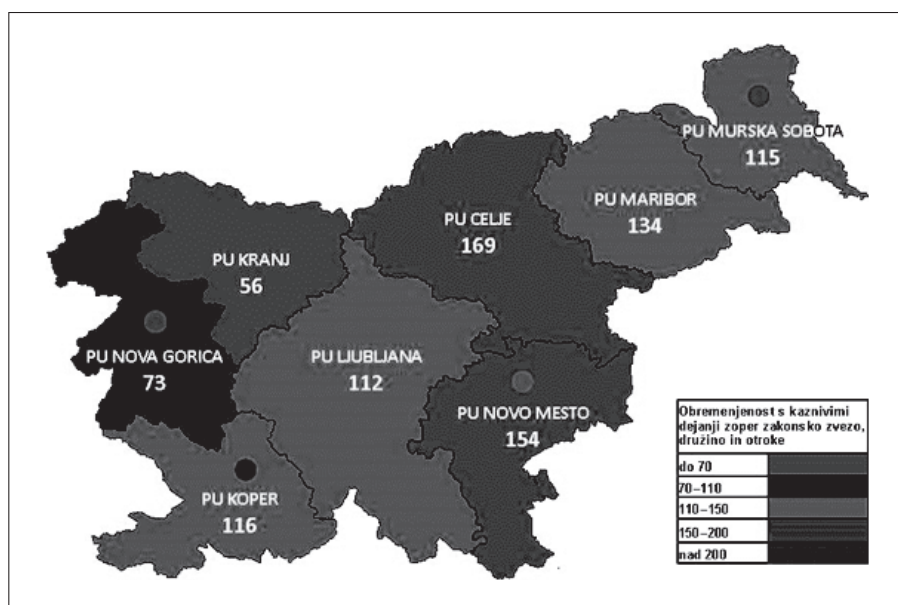 PU MURSKA SOBOTA
115
PU MARIBOR
134
PU CELJE
169
PU KRANJ
56
PU NOVA GORICA
73
PU LJUBLJANA
112
PU NOVO MESTO
154
PU KOPER
116
Obremenjenost s kaznivimi
dejanji zoper zakonsko zvezo,
družino in otroke
do 70
70–110
110–150
150–200
nad 200